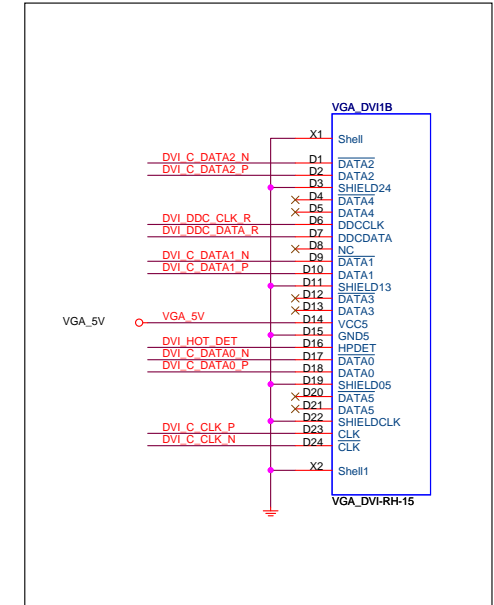 VGA_DVI1B
X1 Shell
DVI_C_DATA2_N D1 DATA2
DVI_C_DATA2_P D2 DATA2
D3 SHIELD24
D4 DATA4
D5 DATA4
DVI_DDC_CLK_R D6 DDCCLK
DVI_DDC_DATA_R D7 DDCDATA
D8 NC
DVI_C_DATA1_N D9 DATA1
DVI_C_DATA1_P D10 DATA1
D11 SHIELD13
D12 DATA3
D13 DATA3
VGA_5V VGA_5V D14 VCC5
D15 GND5
DVI_HOT_DET D16 HPDET
DVI_C_DATA0_N D17 DATA0
DVI_C_DATA0_P D18 DATA0
D19 SHIELD05
D20 DATA5
D21 DATA5
D22 SHIELDCLK
DVI_C_CLK_P D23 CLK
DVI_C_CLK_N D24 CLK
X2 Shell1
VGA_DVI-RH-15